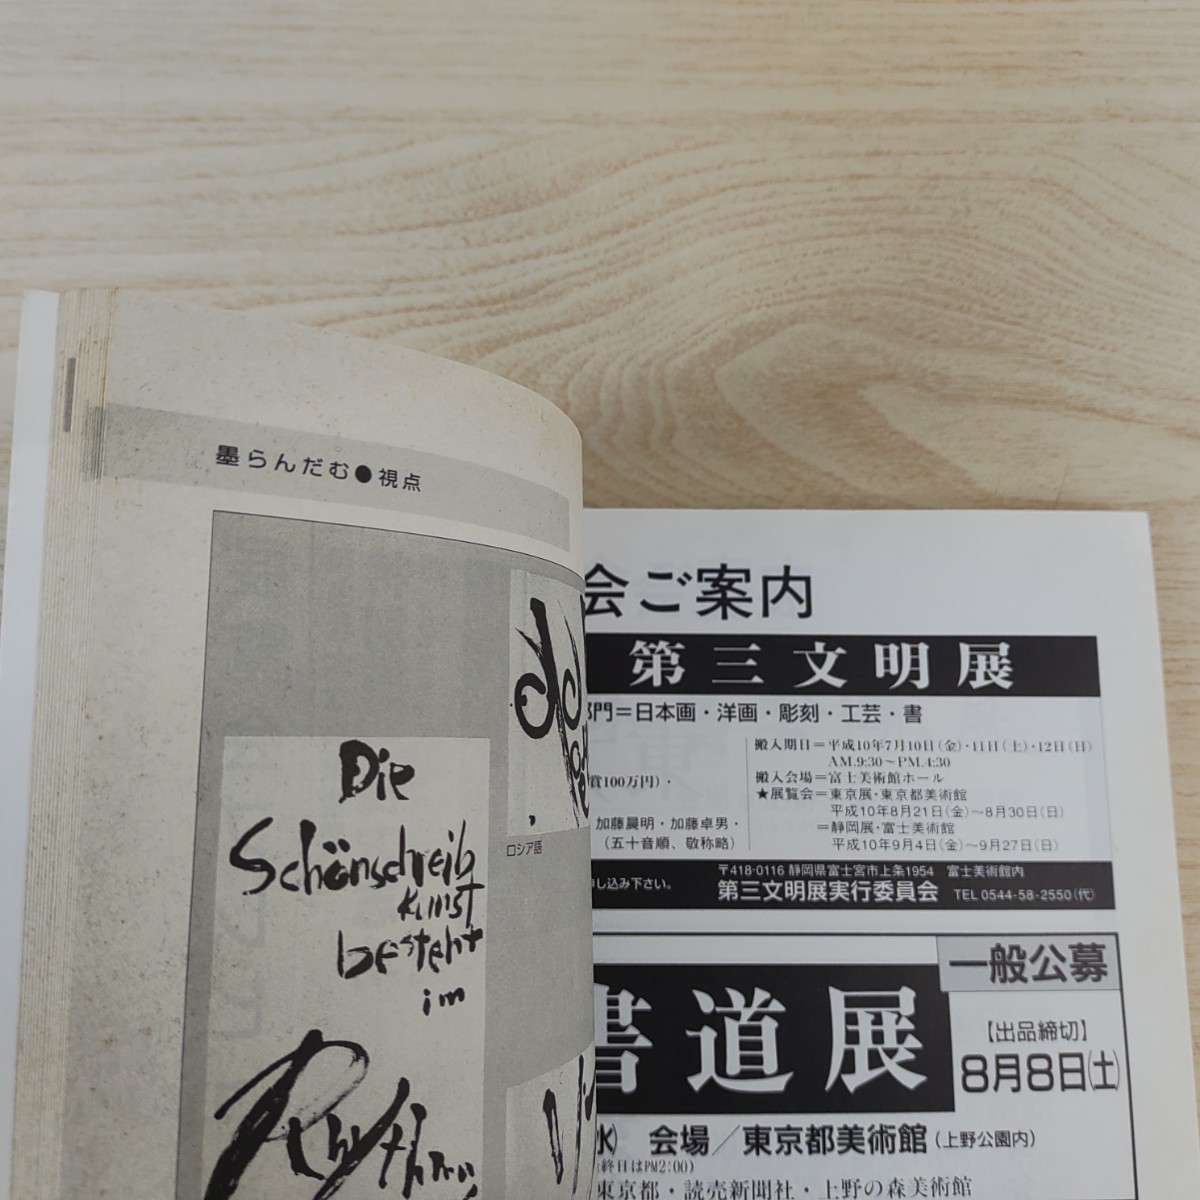 墨らんだむ●視点
Die
Schönschreib
kunst
besteht
im
Rhythmus
ロシア語
会ご案内
第三文明展
部門＝日本画・洋画・彫刻・工芸・書
搬入期日＝平成10年7月10日(金)・11日(土)・12日(日)
AM.9:30〜PM.4:30
賞100万円)・
搬入会場＝富士美術館ホール
★展覧会＝東京展・東京都美術館
平成10年8月21日(金)〜8月30日(日)
加藤晨明・加藤卓男・
＝静岡展・富士美術館
(五十音順、敬称略)
平成10年9月4日(金)〜9月27日(日)
申し込み下さい。
〒418-0116 静岡県富士宮市上条1954 富士美術館内
第三文明展実行委員会 TEL 0544-58-2550(代)
一般公募
書道展
【出品締切】
8月8日(土)
(水) 会場／東京都美術館(上野公園内)
終日はPM2:00)
東京都・読売新聞社・上野の森美術館